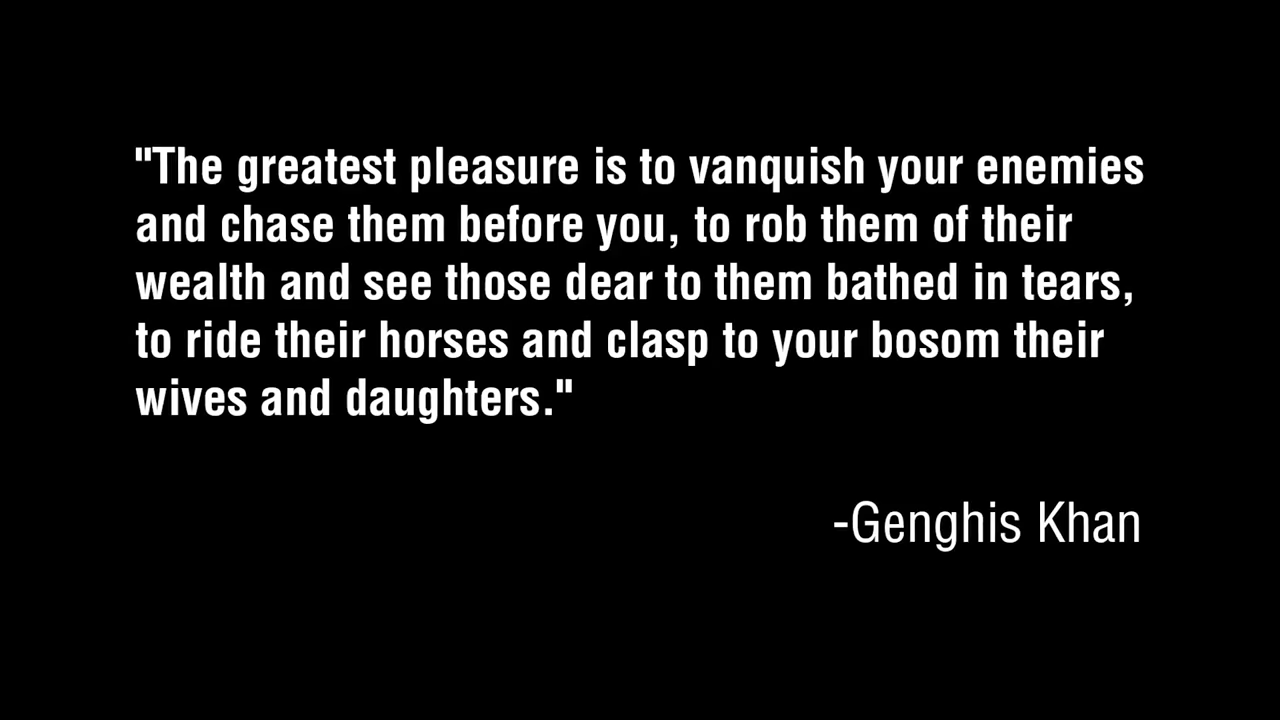 "The greatest pleasure is to vanquish your enemies
and chase them before you, to rob them of their
wealth and see those dear to them bathed in tears,
to ride their horses and clasp to your bosom their
wives and daughters."
-Genghis Khan